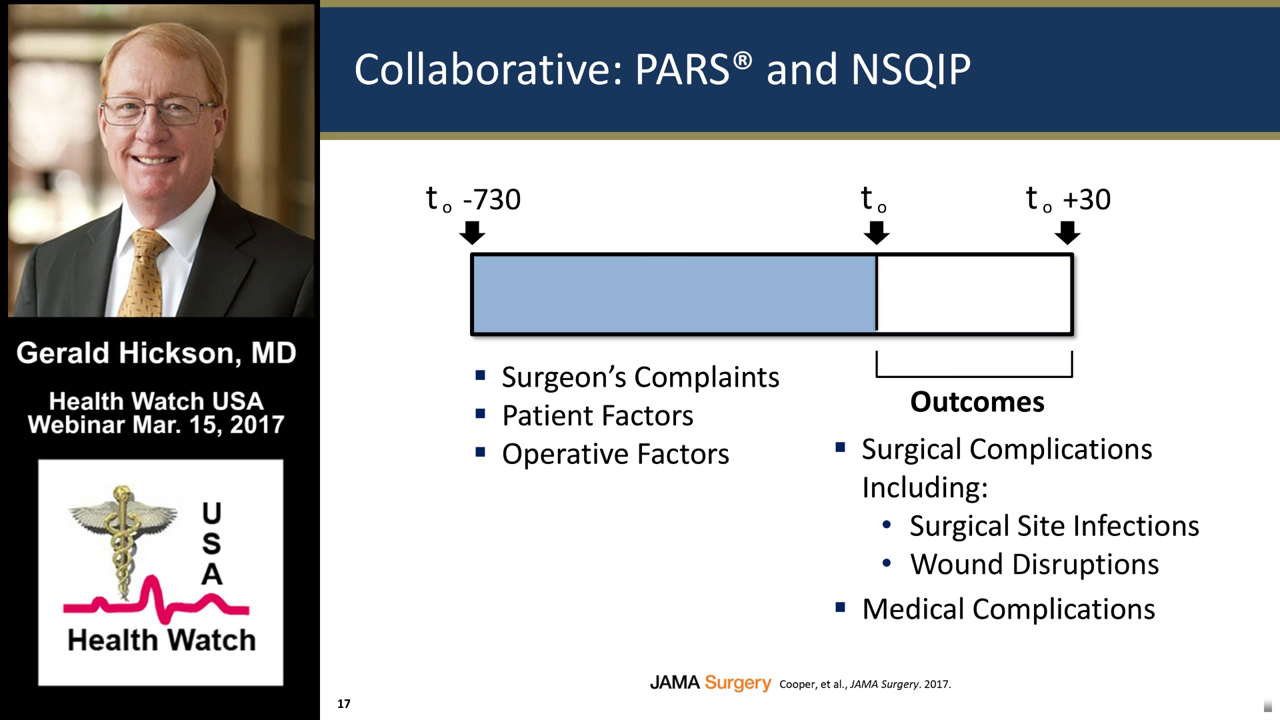 Collaborative: PARS® and NSQIP
t₀ -730
t₀
t₀ +30
▪ Surgeon’s Complaints
▪ Patient Factors
▪ Operative Factors
Outcomes
▪ Surgical Complications
Including:
• Surgical Site Infections
• Wound Disruptions
▪ Medical Complications
JAMA Surgery Cooper, et al., JAMA Surgery. 2017.
17
Gerald Hickson, MD
Health Watch USA
Webinar Mar. 15, 2017
U
S
A
Health Watch